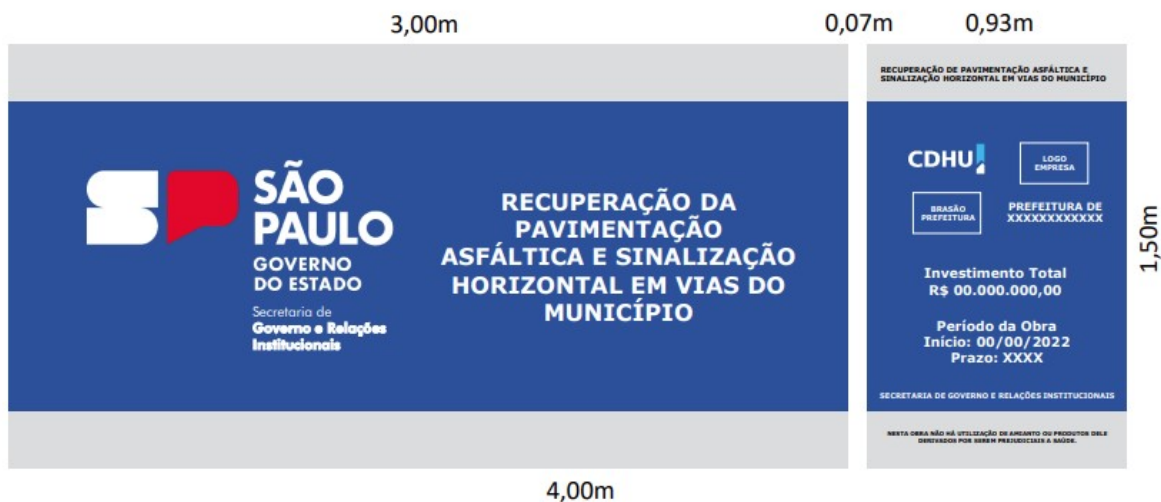 3,00m
0,07m
0,93m
SÃO
PAULO
GOVERNO
DO ESTADO
Secretaria de
Governo e Relações
Institucionais
RECUPERAÇÃO DA
PAVIMENTAÇÃO
ASFÁLTICA E SINALIZAÇÃO
HORIZONTAL EM VIAS DO
MUNICÍPIO
RECUPERAÇÃO DE PAVIMENTAÇÃO ASFÁLTICA E
SINALIZAÇÃO HORIZONTAL EM VIAS DO MUNICÍPIO
CDHU
LOGO
EMPRESA
BRASÃO
PREFEITURA
PREFEITURA DE
XXXXXXXXXXXX
Investimento Total
R$ 00.000.000,00
Período da Obra
Início: 00/00/2022
Prazo: XXXX
SECRETARIA DE GOVERNO E RELAÇÕES INSTITUCIONAIS
NESTA OBRA NÃO HÁ UTILIZAÇÃO DE AMIANTO OU PRODUTOS DELE
DERIVADOS POR SEREM PREJUDICIAIS A SAÚDE.
1,50m
4,00m